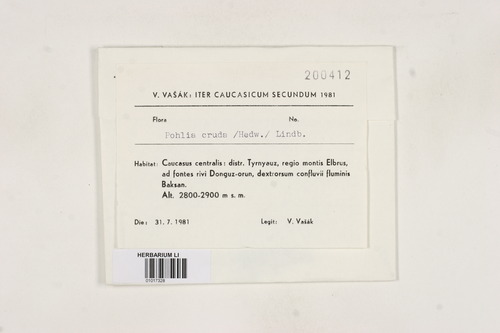 200412
V. VAŠÁK: ITER CAUCASICUM SECUNDUM 1981
Flora No.
Pohlia cruda /Hedw./ Lindb.
Habitat: Caucasus centralis: distr. Tyrnyauz, regio montis Elbrus,
ad fontes rivi Donguz-orun, dextrorsum confluvii fluminis
Baksan.
Alt. 2800-2900 m s. m.
Die: 31. 7. 1981 Legit: V. Vašák
HERBARIUM LI
01017328